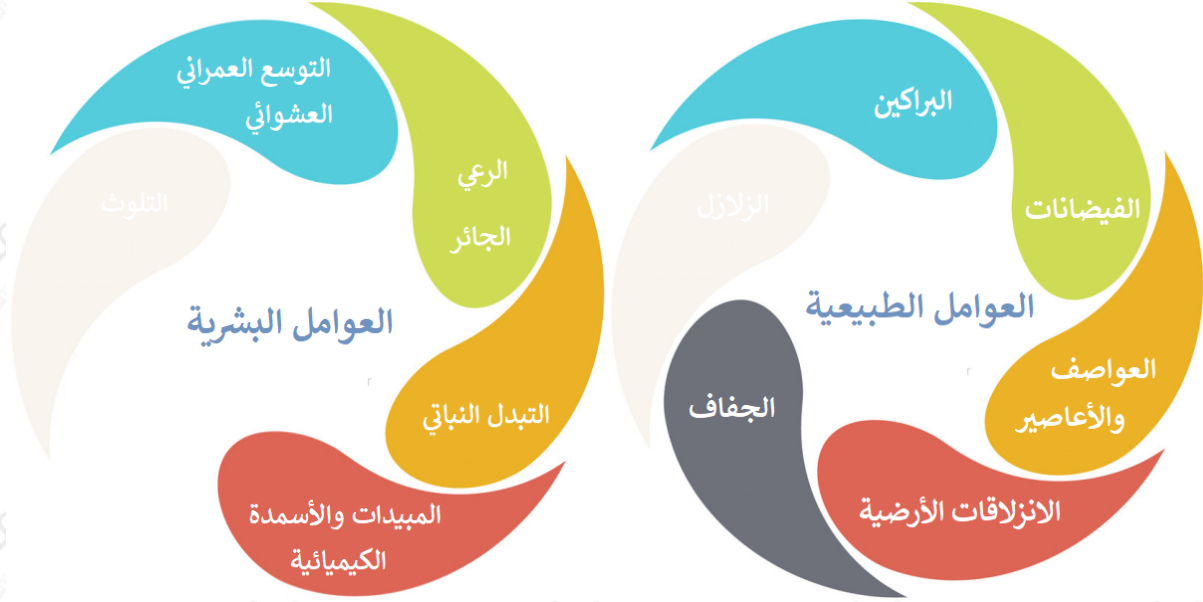 العوامل الطبيعية
البراكين
الفيضانات
العواصف
والأعاصير
الانزلاقات الأرضية
الجفاف
الزلازل
العوامل البشرية
التوسع العمراني
العشوائي
الرعي
الجائر
التبدل النباتي
المبيدات والأسمدة
الكيميائية
التلوث